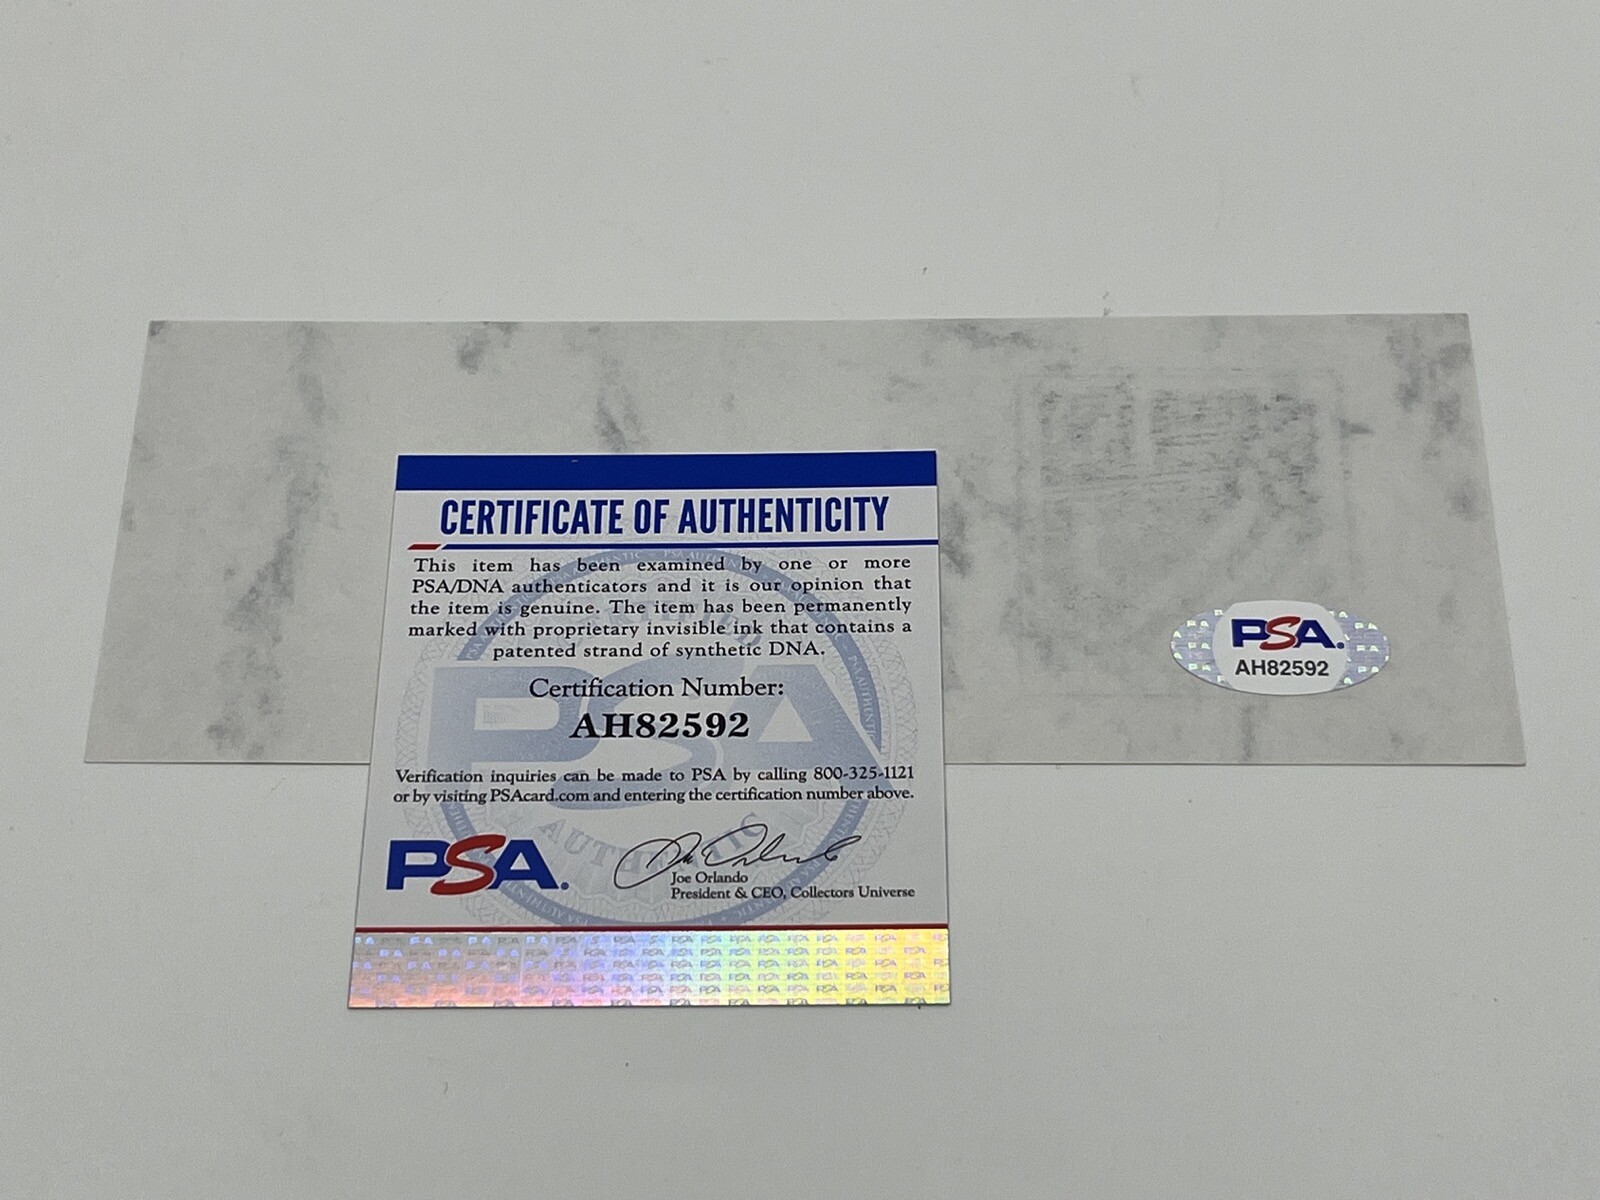 CERTIFICATE OF AUTHENTICITY
This item has been examined by one or more
PSA/DNA authenticators and it is our opinion that
the item is genuine. The item has been permanently
marked with proprietary invisible ink that contains a
patented strand of synthetic DNA.
Certification Number:
AH82592
Verification inquiries can be made to PSA by calling 800-325-1121
or by visiting PSAcard.com and entering the certification number above.
PSA.
Joe Orlando
President & CEO, Collectors Universe
PSA.
AH82592